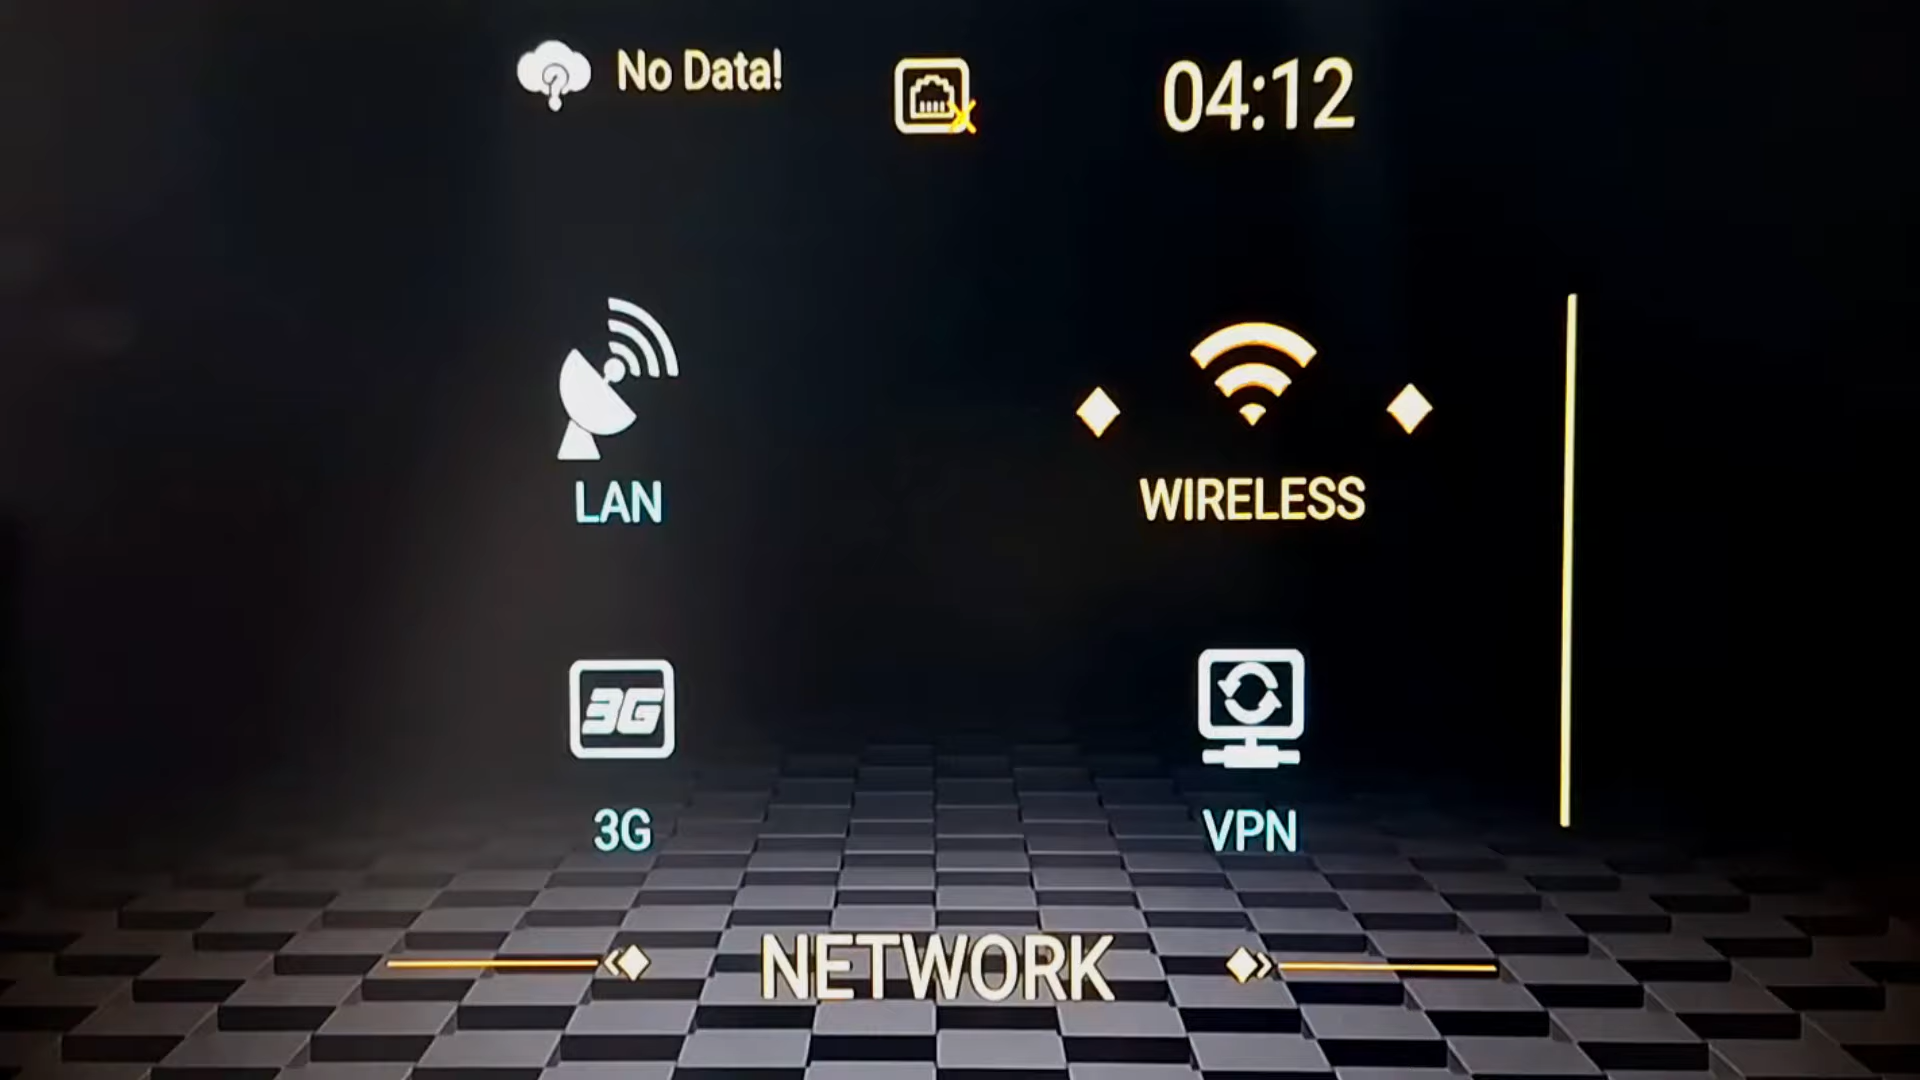 No Data!
04:12
LAN
WIRELESS
3G
3G
VPN
NETWORK